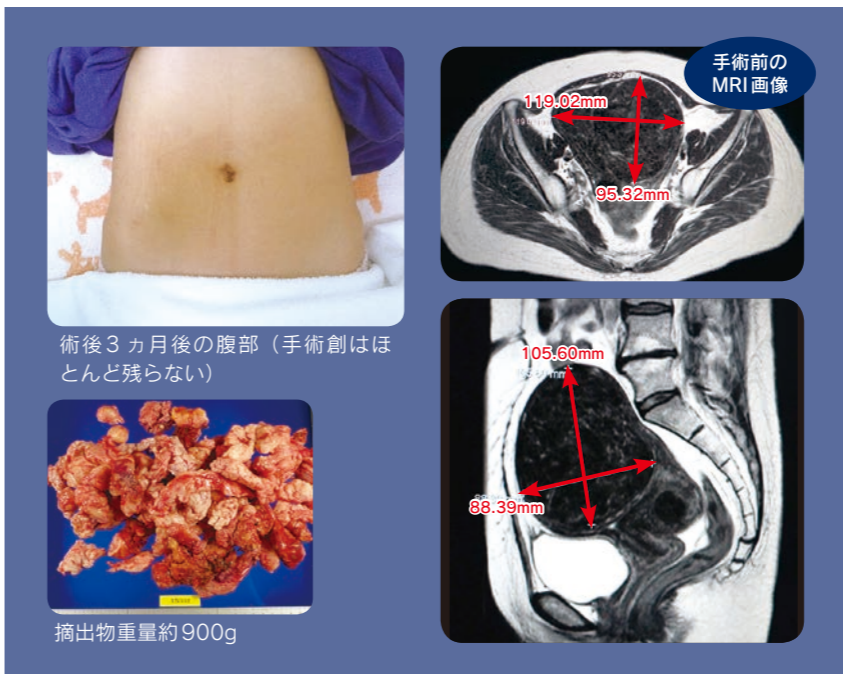 手術前の
MRI画像
119.02mm
95.32mm
術後3ヵ月後の腹部（手術創はほ
とんど残らない）
105.60mm
88.39mm
摘出物重量約900g